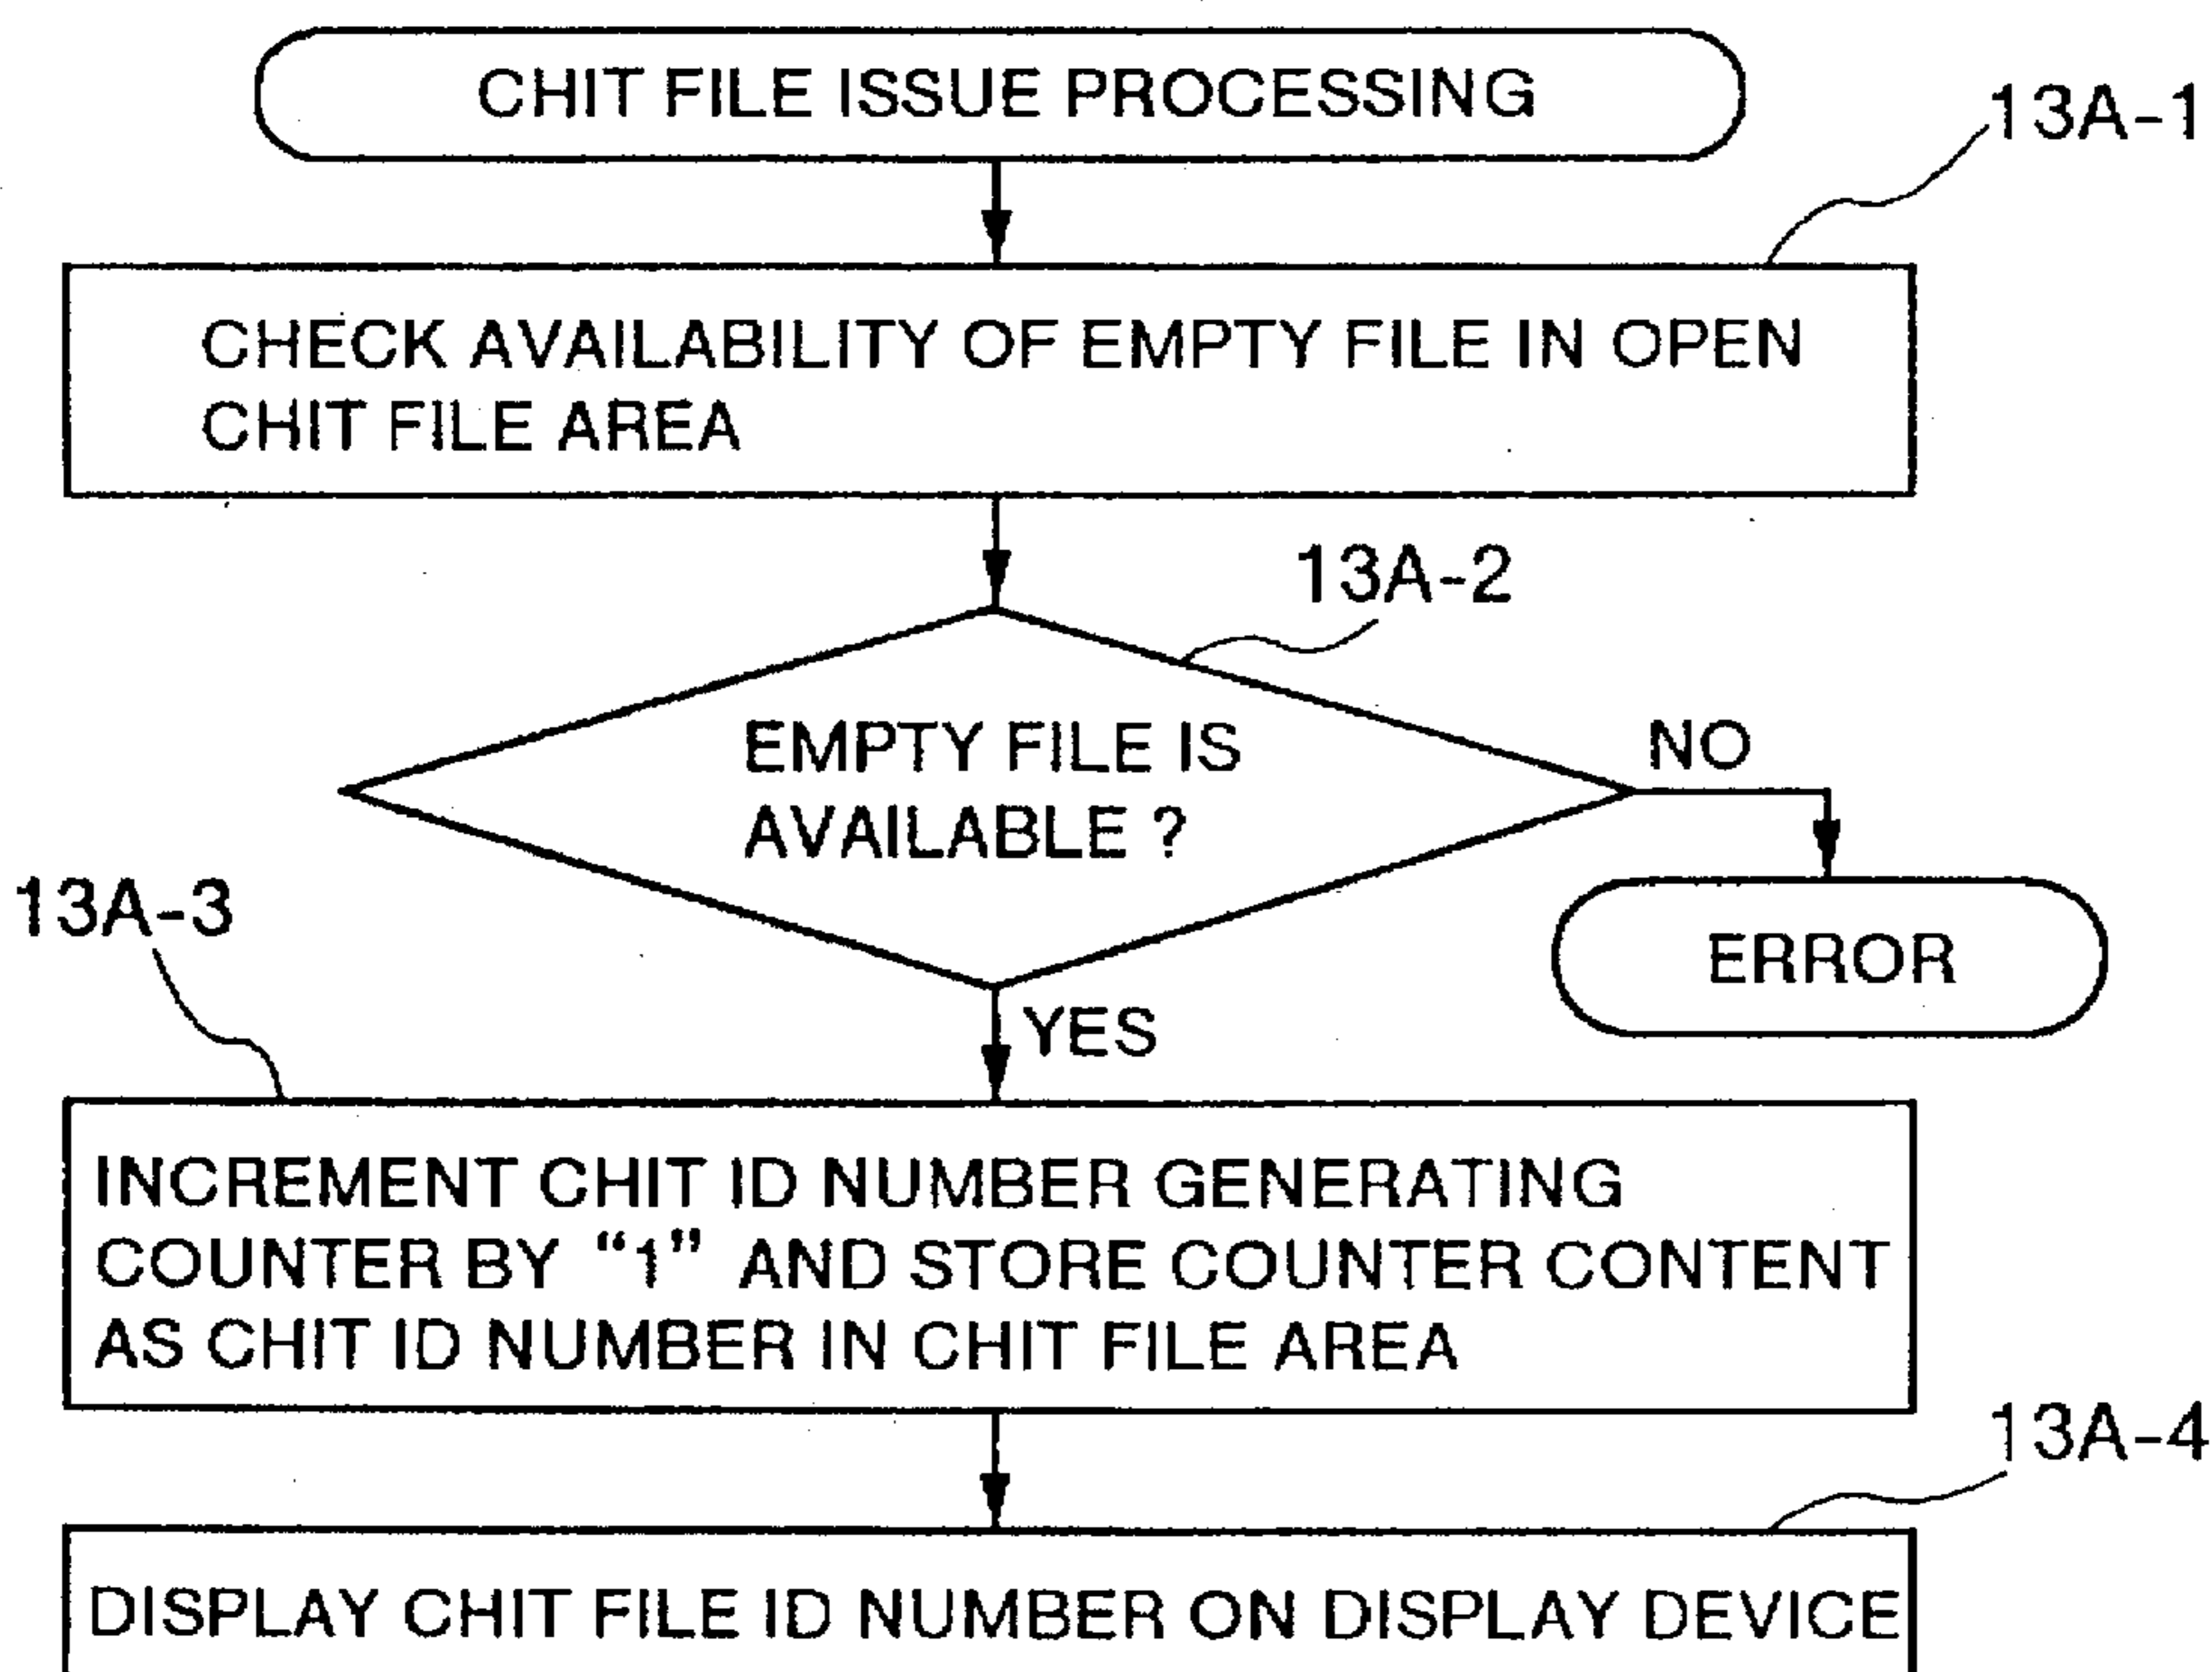 CHIT FILE ISSUE PROCESSING
13A-1
CHECK AVAILABILITY OF EMPTY FILE IN OPEN
CHIT FILE AREA
13A-2
EMPTY FILE IS
AVAILABLE ?
NO
ERROR
YES
13A-3
INCREMENT CHIT ID NUMBER GENERATING
COUNTER BY “1” AND STORE COUNTER CONTENT
AS CHIT ID NUMBER IN CHIT FILE AREA
13A-4
DISPLAY CHIT FILE ID NUMBER ON DISPLAY DEVICE